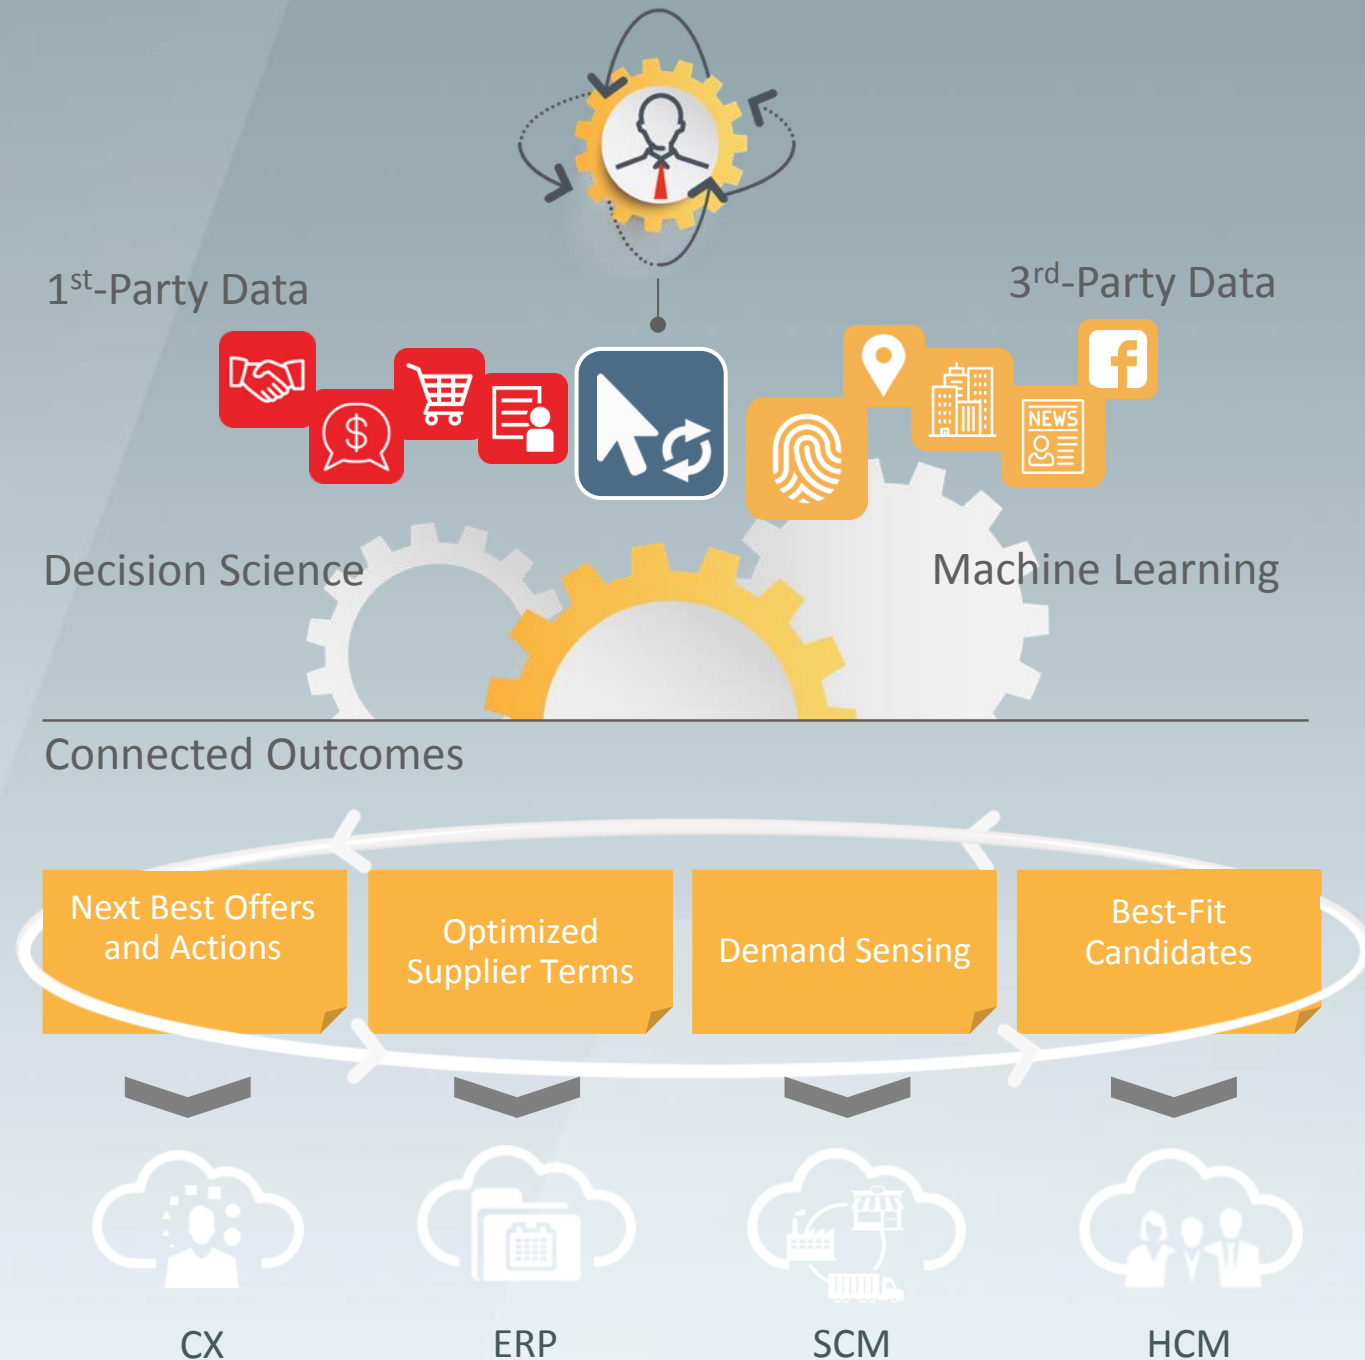 1st-Party Data
3rd-Party Data
$
f
NEWS
Decision Science
Machine Learning
Connected Outcomes
Next Best Offers
and Actions
Optimized
Supplier Terms
Demand Sensing
Best-Fit
Candidates
CX
ERP
SCM
HCM